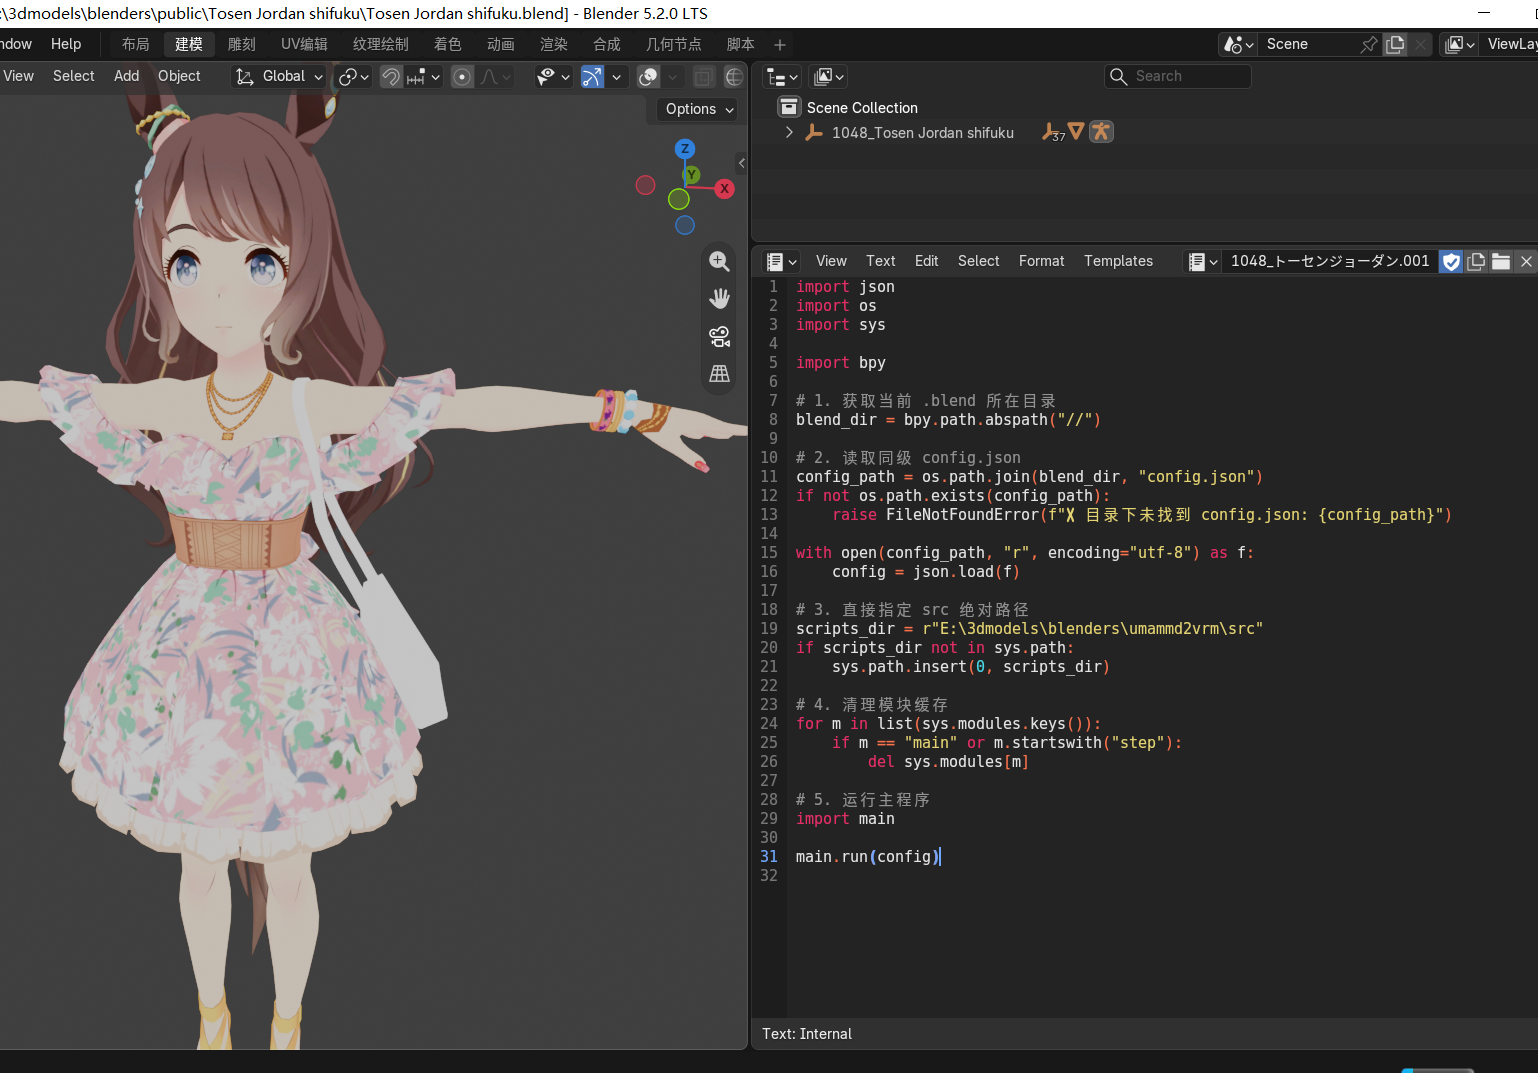 :\3dmodels\blenders\public\Tosen Jordan shifuku\Tosen Jordan shifuku.blend] - Blender 5.2.0 LTS
ndow Help 布局 建模 雕刻 UV编辑 纹理绘制 着色 动画 渲染 合成 几何节点 脚本 + Scene ViewLay
View Select Add Object Global
Options
Z
Y
X
Search
Scene Collection
1048_Tosen Jordan shifuku 37
View Text Edit Select Format Templates 1048_トーセンジョーダン.001
1 import json
2 import os
3 import sys
4
5 import bpy
6
7 # 1. 获取当前 .blend 所在目录
8 blend_dir = bpy.path.abspath("//")
9
10 # 2. 读取同级 config.json
11 config_path = os.path.join(blend_dir, "config.json")
12 if not os.path.exists(config_path):
13     raise FileNotFoundError(f"❌ 目录下未找到 config.json: {config_path}")
14
15 with open(config_path, "r", encoding="utf-8") as f:
16     config = json.load(f)
17
18 # 3. 直接指定 src 绝对路径
19 scripts_dir = r"E:\3dmodels\blenders\umammd2vrm\src"
20 if scripts_dir not in sys.path:
21     sys.path.insert(0, scripts_dir)
22
23 # 4. 清理模块缓存
24 for m in list(sys.modules.keys()):
25     if m == "main" or m.startswith("step"):
26         del sys.modules[m]
27
28 # 5. 运行主程序
29 import main
30
31 main.run(config)
32
Text: Internal